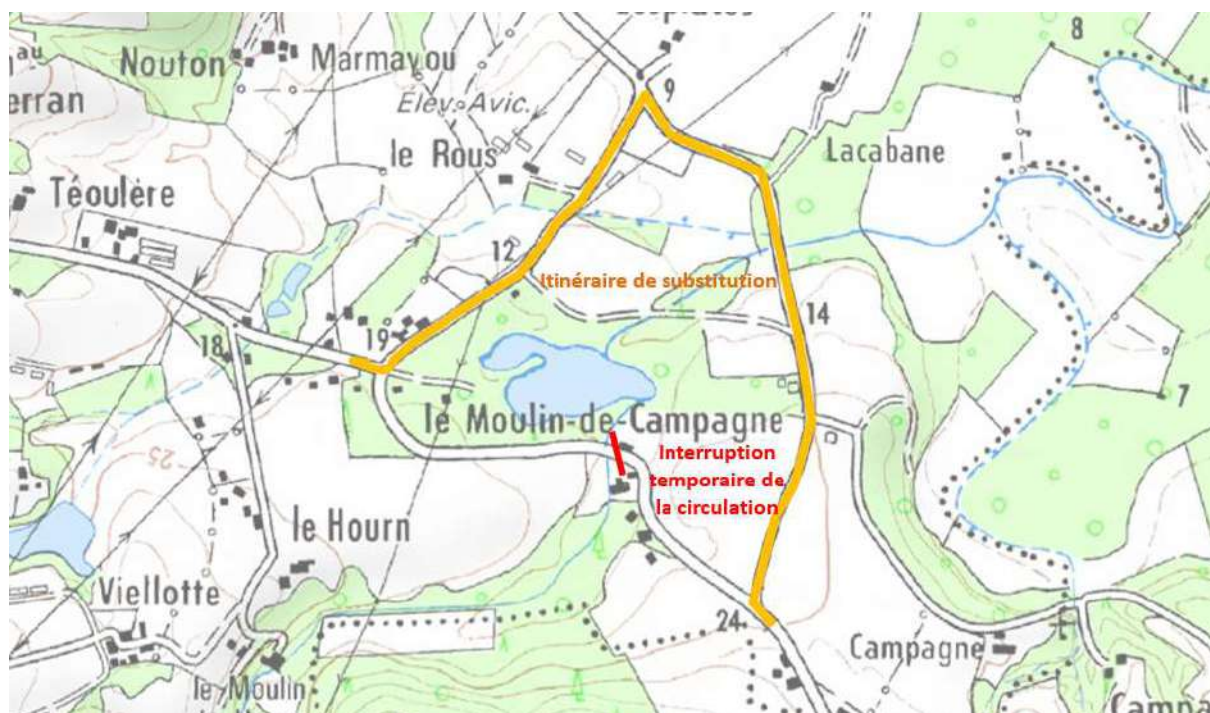 8
Nouton
Marmayou
au
9
Élev. Avic.
erran
le Rous
Lacabane
Téoulère
12
Itinéraire de substitution
14
19
18
7
le Moulin-de-Campagne
Interruption
temporaire de
la circulation
25
le Hourn
Viellotte
24
Campagne
le Moulin